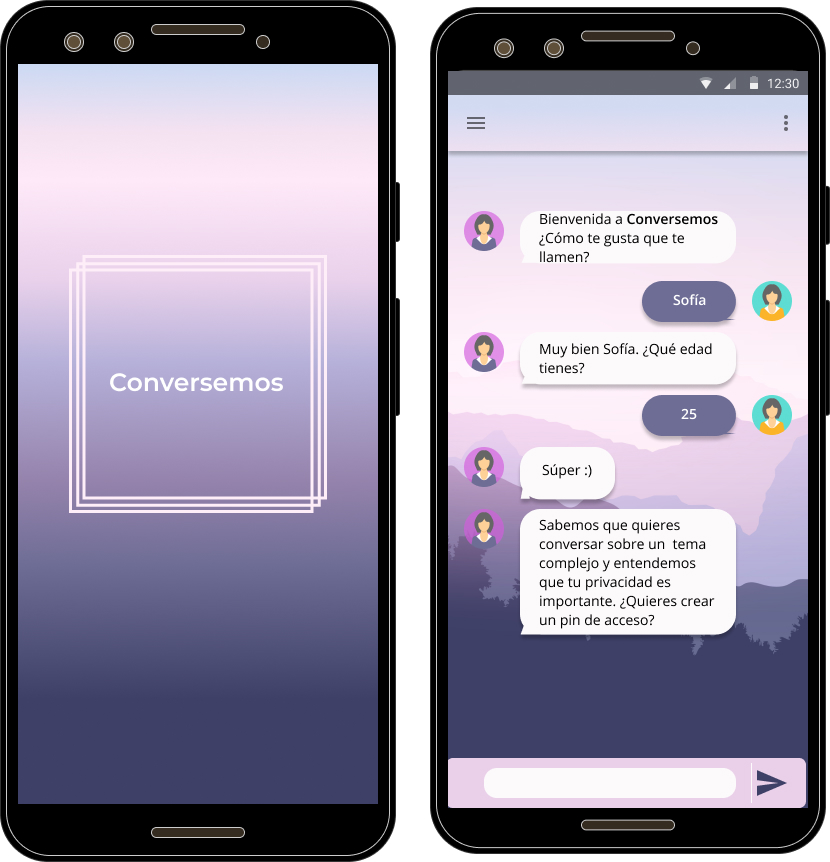 Conversemos
12:30
Bienvenida a Conversemos
¿Cómo te gusta que te
llamen?
Sofía
Muy bien Sofía. ¿Qué edad
tienes?
25
Súper :)
Sabemos que quieres
conversar sobre un tema
complejo y entendemos
que tu privacidad es
importante. ¿Quieres crear
un pin de acceso?